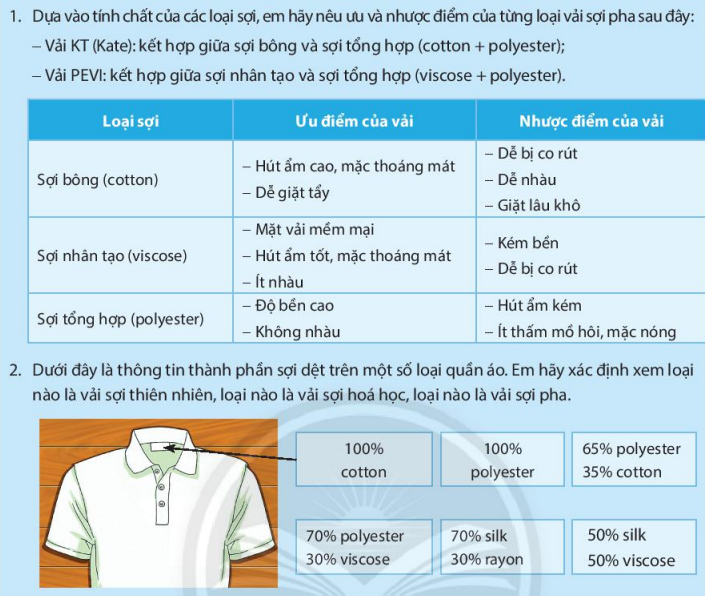 1. Dựa vào tính chất của các loại sợi, em hãy nêu ưu và nhược điểm của từng loại vải sợi pha sau đây:
– Vải KT (Kate): kết hợp giữa sợi bông và sợi tổng hợp (cotton + polyester);
– Vải PEVI: kết hợp giữa sợi nhân tạo và sợi tổng hợp (viscose + polyester).
Loại sợi
Ưu điểm của vải
Nhược điểm của vải
Sợi bông (cotton)
– Hút ẩm cao, mặc thoáng mát
– Dễ giặt tẩy
– Dễ bị co rút
– Dễ nhàu
– Giặt lâu khô
Sợi nhân tạo (viscose)
– Mặt vải mềm mại
– Hút ẩm tốt, mặc thoáng mát
– Ít nhàu
– Kém bền
– Dễ bị co rút
Sợi tổng hợp (polyester)
– Độ bền cao
– Không nhàu
– Hút ẩm kém
– Ít thấm mồ hôi, mặc nóng
2. Dưới đây là thông tin thành phần sợi dệt trên một số loại quần áo. Em hãy xác định xem loại
nào là vải sợi thiên nhiên, loại nào là vải sợi hoá học, loại nào là vải sợi pha.
100%
cotton
100%
polyester
65% polyester
35% cotton
70% polyester
30% viscose
70% silk
30% rayon
50% silk
50% viscose